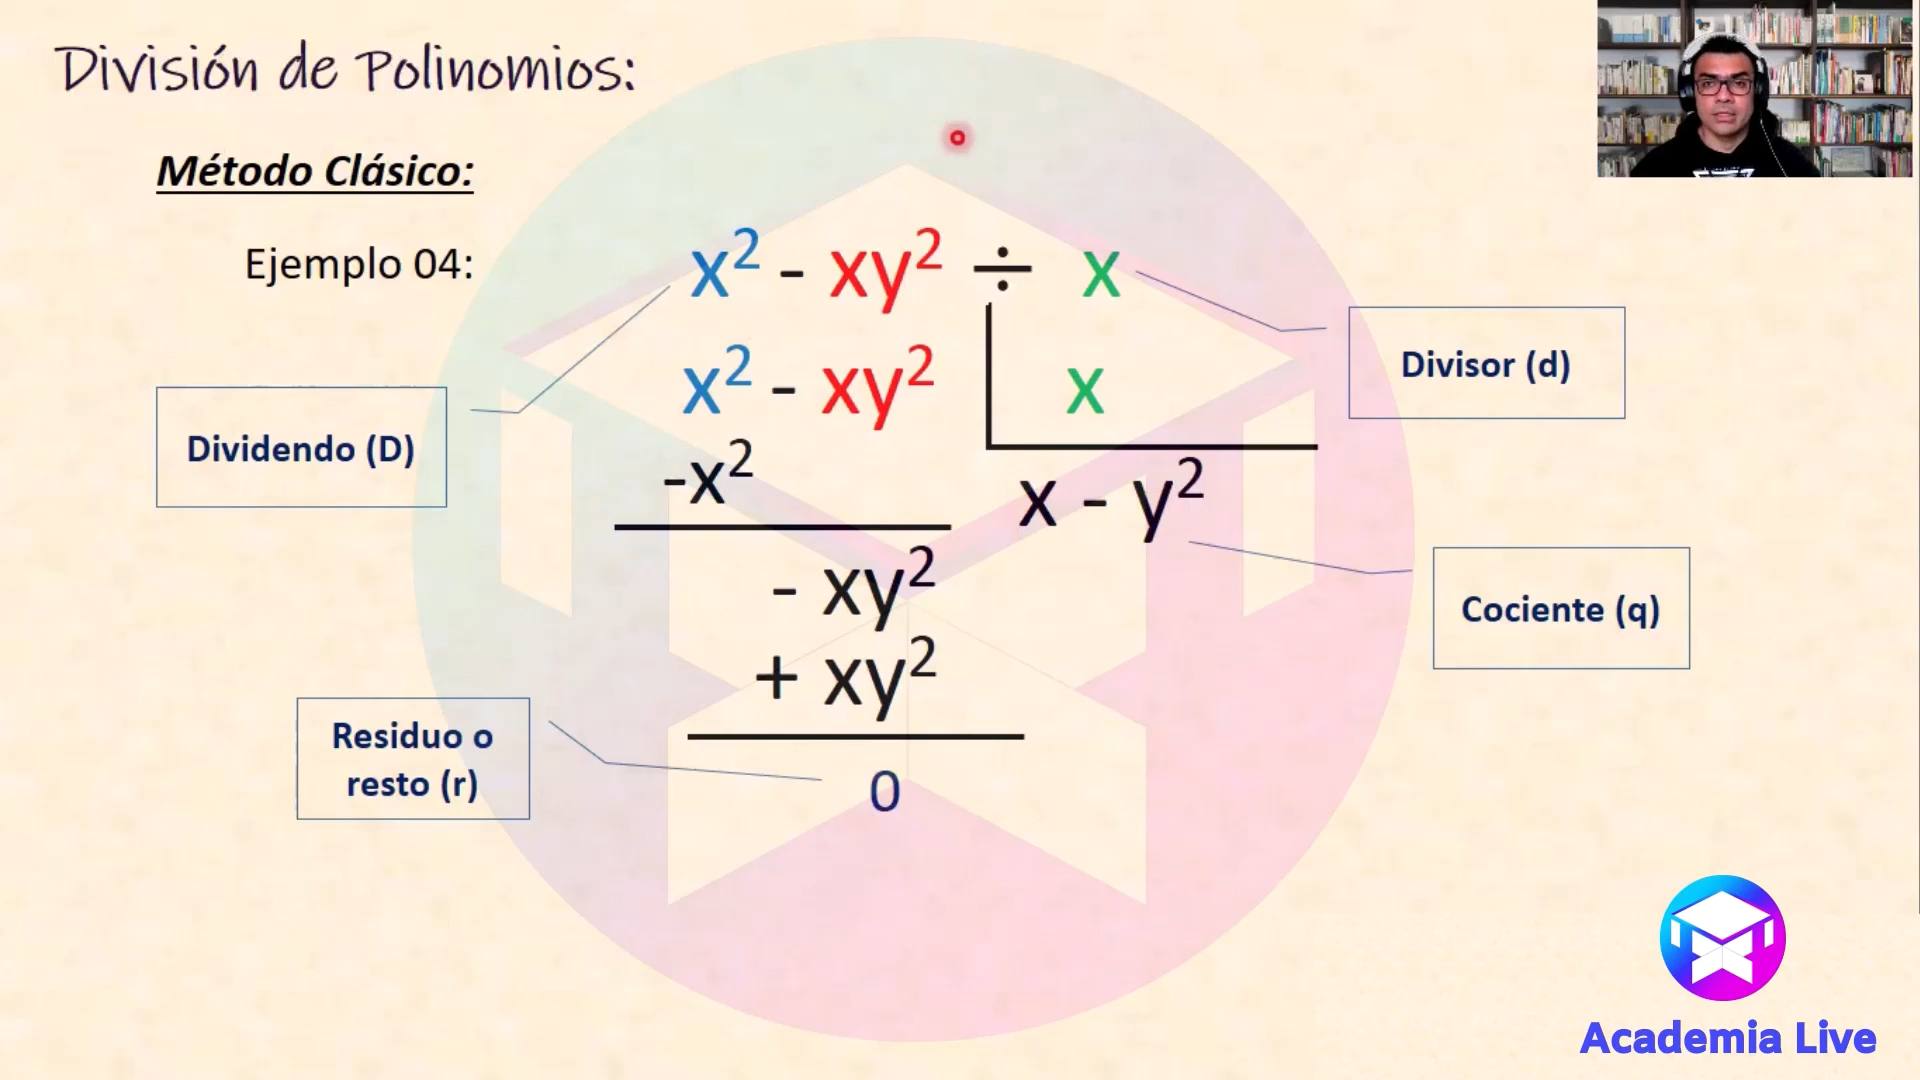 División de Polinomios:
Método Clásico:
Ejemplo 04:
x² - xy² ÷ x
x² - xy² x
Divisor (d)
Dividendo (D)
-x²
x - y²
- xy²
Cociente (q)
+ xy²
Residuo o
resto (r)
0
Academia Live